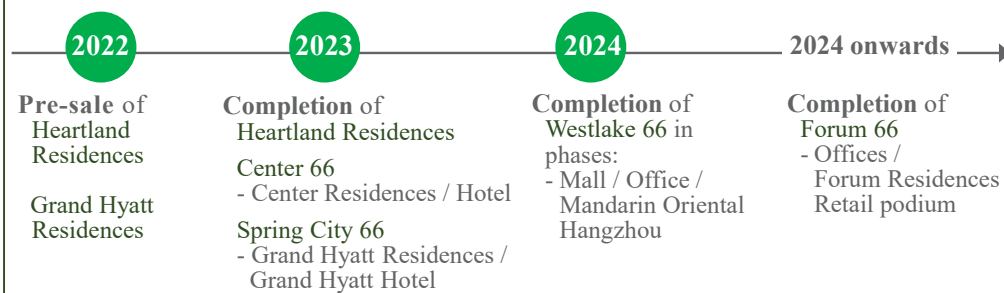 2022
2023
2024
2024 onwards
Pre-sale of
Heartland
Residences
Grand Hyatt
Residences
Completion of
Heartland Residences
Center 66
- Center Residences / Hotel
Spring City 66
- Grand Hyatt Residences /
Grand Hyatt Hotel
Completion of
Westlake 66 in
phases:
- Mall / Office /
Mandarin Oriental
Hangzhou
Completion of
Forum 66
- Offices /
Forum Residences
Retail podium